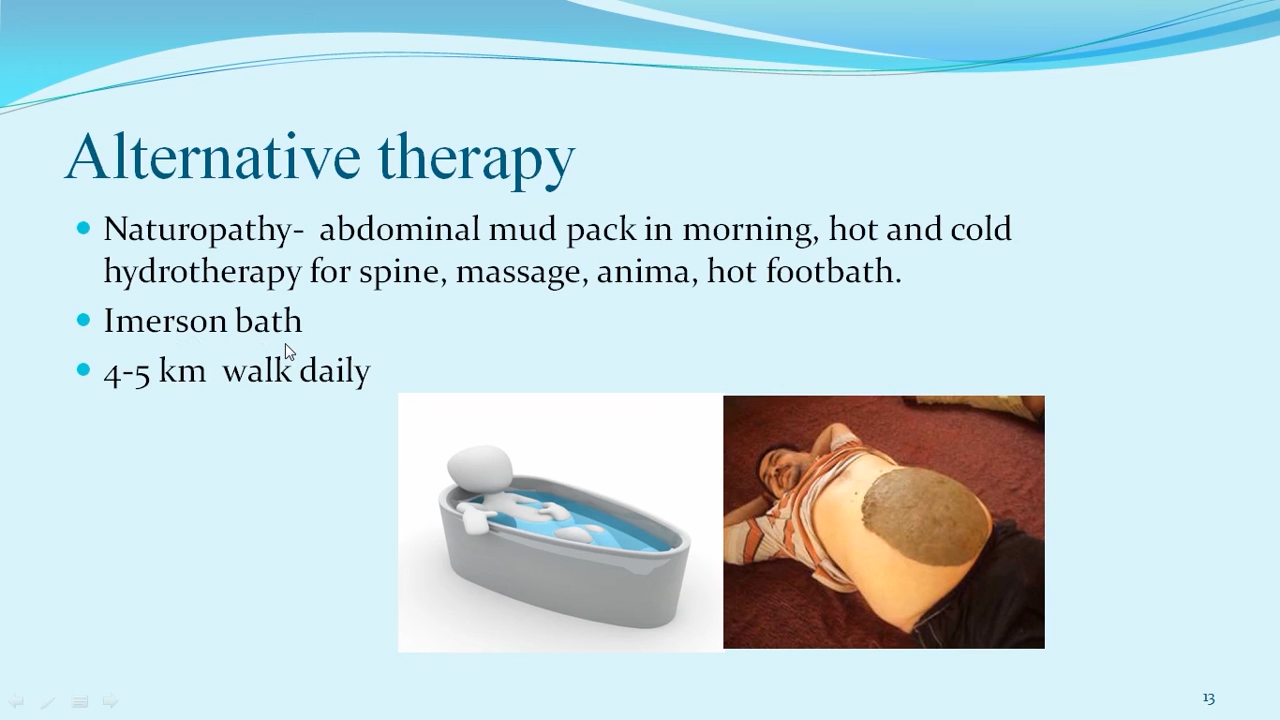 Alternative therapy
Naturopathy-  abdominal mud pack in morning, hot and cold
hydrotherapy for spine, massage, anima, hot footbath.
Imerson bath
4-5 km  walk daily
13